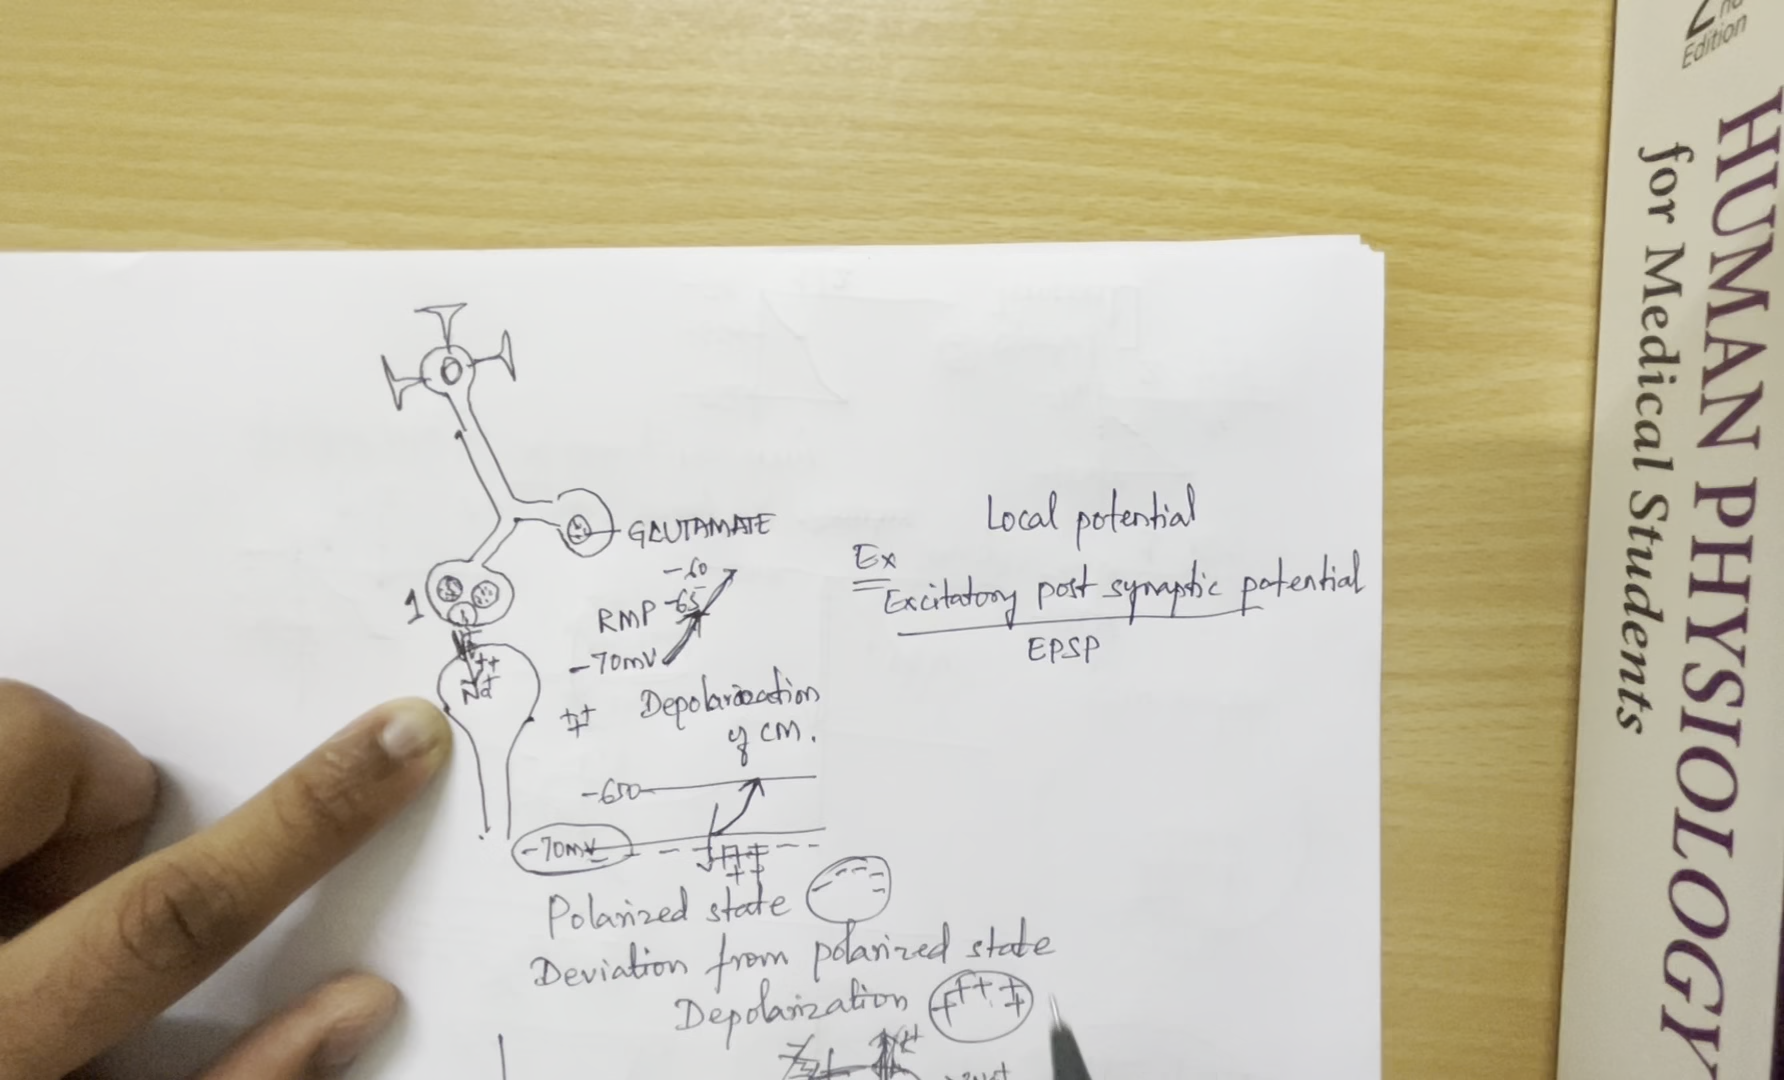 GLUTAMATE
-60
RMP -65
-70mV
1
++
Na+
++
+
Depolarization
of CM.
-65
-70mV
Polarized state
Deviation from polarized state
Depolarization
Local potential
Ex
Excitatory post synaptic potential
EPSP
2nd
Edition
HUMAN PHYSIOLOGY
for Medical Students